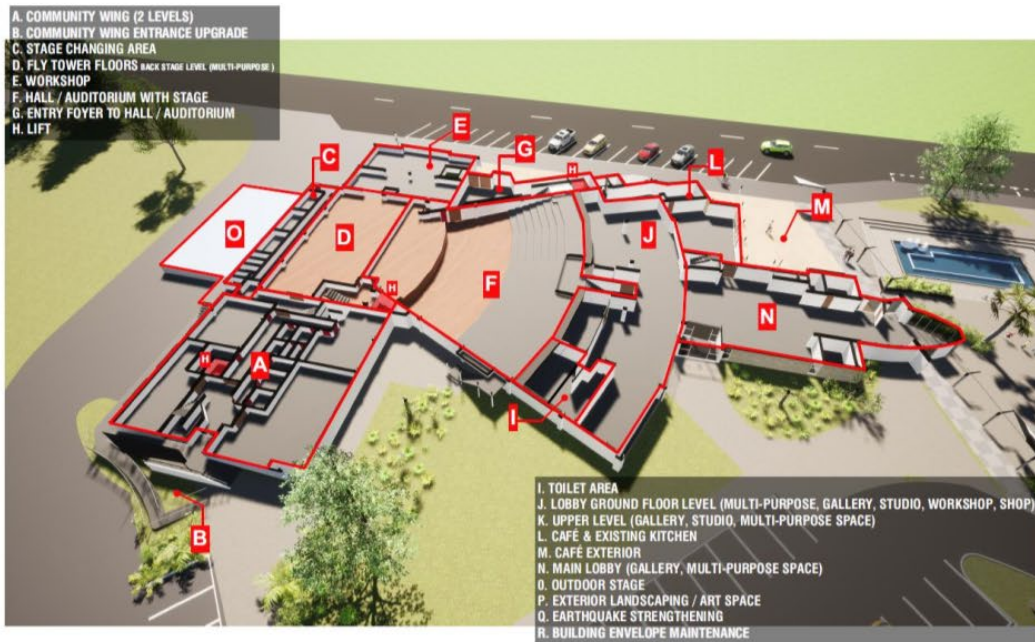 A. COMMUNITY WING (2 LEVELS)
B. COMMUNITY WING ENTRANCE UPGRADE
C. STAGE CHANGING AREA
D. FLY TOWER FLOORS BACK STAGE LEVEL (MULTI-PURPOSE )
E. WORKSHOP
F. HALL / AUDITORIUM WITH STAGE
G. ENTRY FOYER TO HALL / AUDITORIUM
H. LIFT
E
G
C
H
L
M
O
D
J
H
F
N
H
A
I
B
I. TOILET AREA
J. LOBBY GROUND FLOOR LEVEL (MULTI-PURPOSE, GALLERY, STUDIO, WORKSHOP, SHOP)
K. UPPER LEVEL (GALLERY, STUDIO, MULTI-PURPOSE SPACE)
L. CAFÉ & EXISTING KITCHEN
M. CAFÉ EXTERIOR
N. MAIN LOBBY (GALLERY, MULTI-PURPOSE SPACE)
O. OUTDOOR STAGE
P. EXTERIOR LANDSCAPING / ART SPACE
Q. EARTHQUAKE STRENGTHENING
R. BUILDING ENVELOPE MAINTENANCE